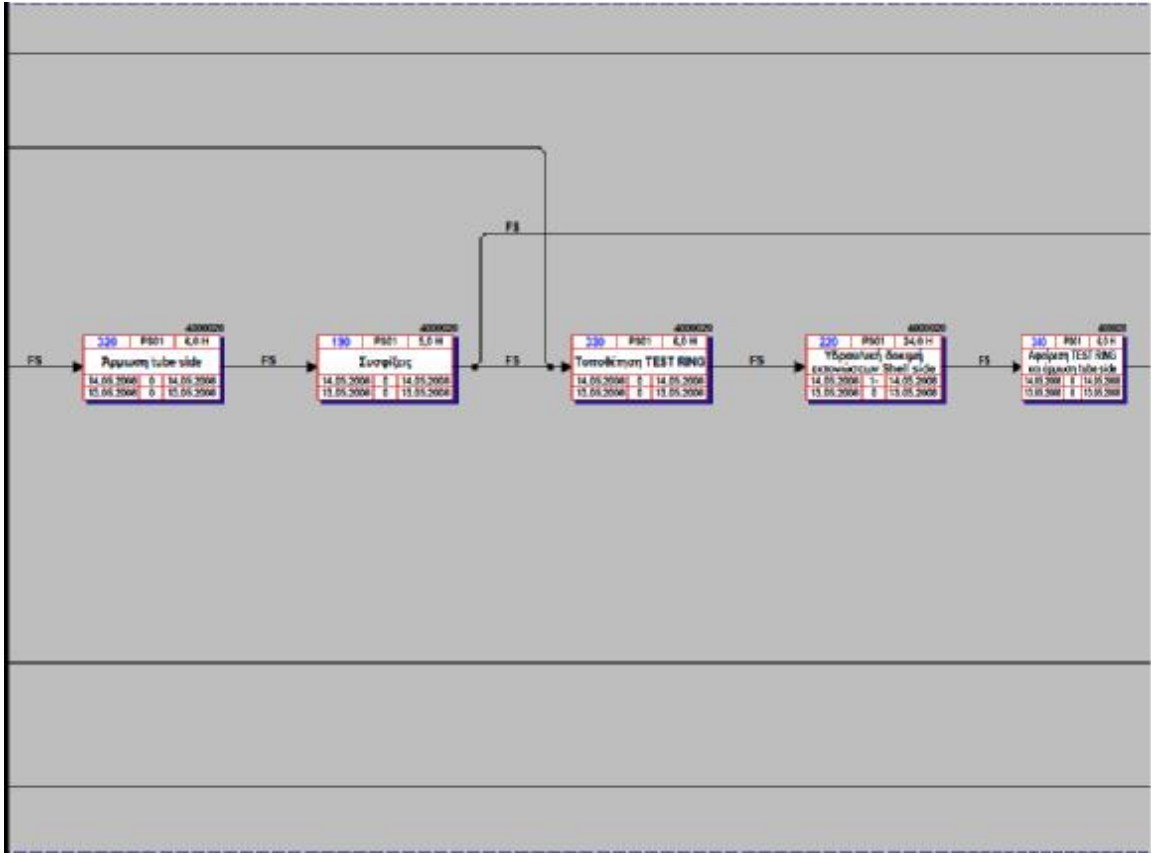 FS
4000020
320 PS01 6,0 H
Άρμωση tube side
14.05.2008 0 14.05.2008
13.05.2008 0 13.05.2008
FS
4000020
190 PS01 5,0 H
Συσφίξεις
14.05.2008 0 14.05.2008
13.05.2008 0 13.05.2008
FS
FS
4000020
330 PS01 6,0 H
Τοποθέτηση TEST RING
14.05.2008 0 14.05.2008
13.05.2008 0 13.05.2008
FS
4000020
220 PS01 24,0 H
Υδραυλική δοκιμή
Shell side
14.05.2008 1- 14.05.2008
13.05.2008 0 13.05.2008
FS
340 PS01 6,0 H
Αφαίρεση TEST RING
και άρμωση tube side
14.05.2008 0 14.05.2008
13.05.2008 0 13.05.2008